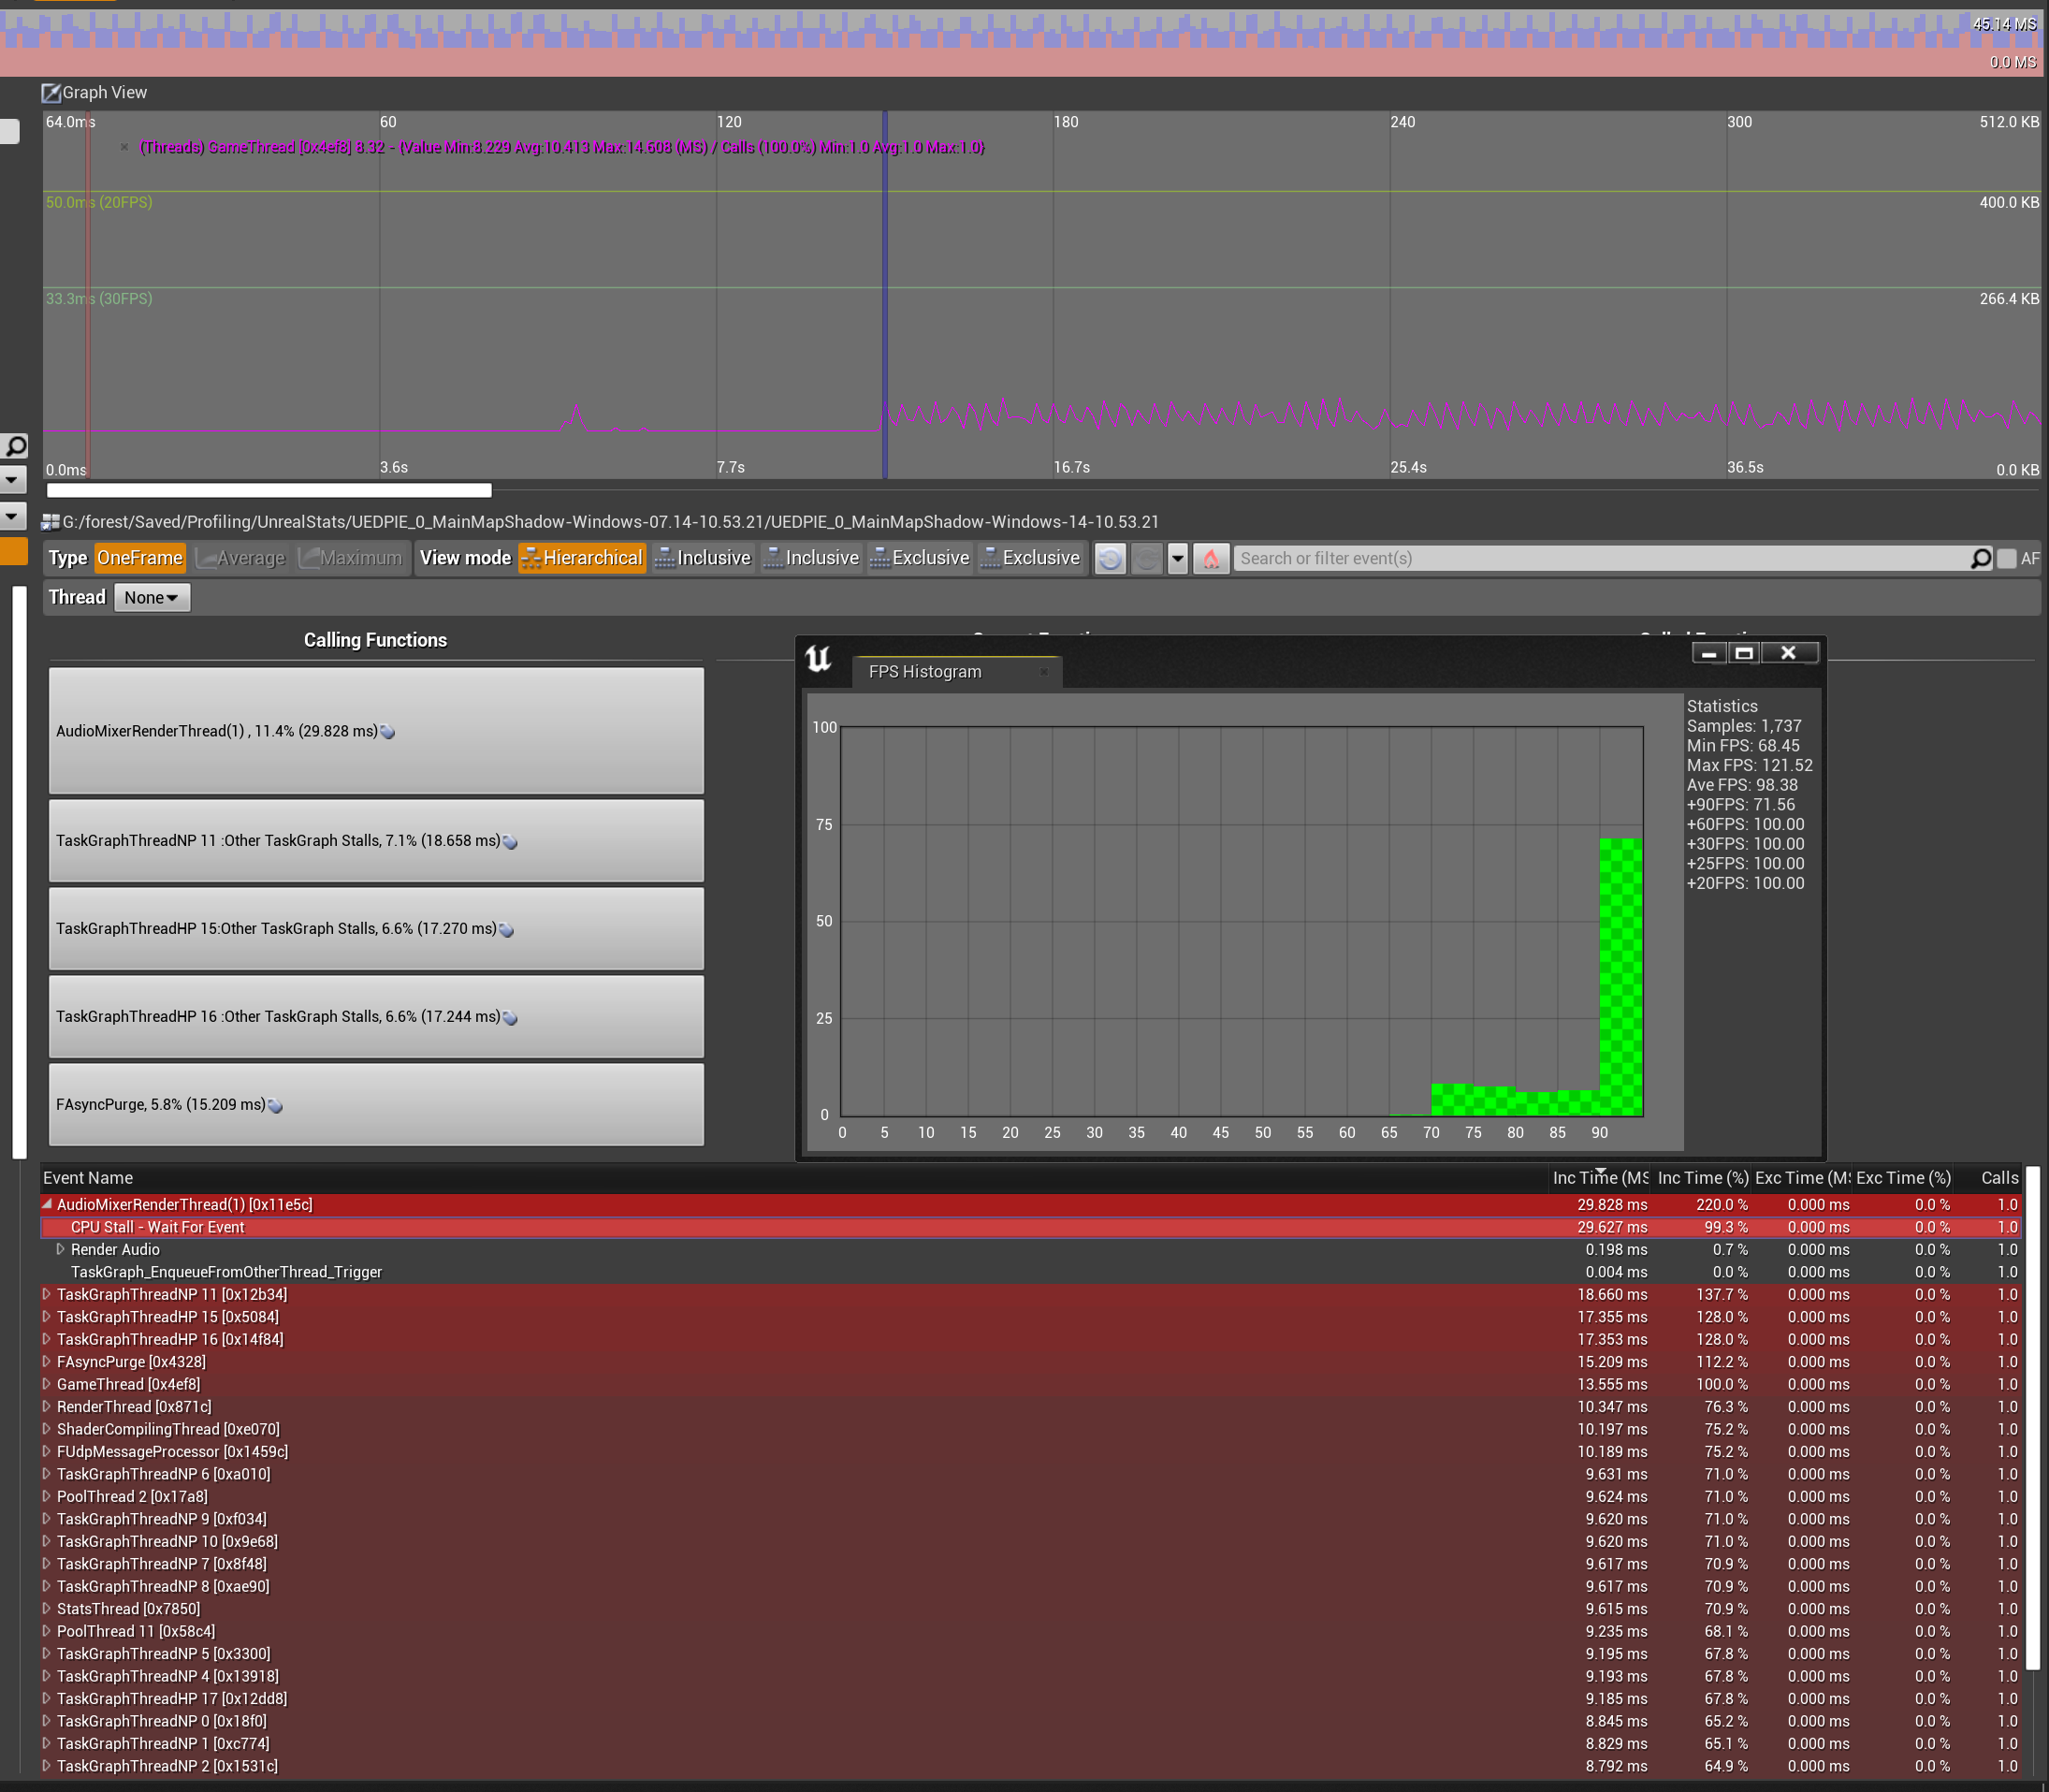 45.14 MS
0.0 MS
Graph View
64.0ms 60 120 180 240 300 512.0 KB
(Threads) GameThread [0x4ef8] 8.32 - {Value Min:8.229 Avg:10.413 Max:14.608 (MS) / Calls (100.0%) Min:1.0 Avg:1.0 Max:1.0}
50.0ms (20FPS) 400.0 KB
33.3ms (30FPS) 266.4 KB
0.0ms 3.6s 7.7s 16.7s 25.4s 36.5s 0.0 KB
G:/forest/Saved/Profiling/UnrealStats/UEDPIE_0_MainMapShadow-Windows-07.14-10.53.21/UEDPIE_0_MainMapShadow-Windows-14-10.53.21
Type OneFrame Average Maximum View mode Hierarchical Inclusive Inclusive Exclusive Exclusive Search or filter event(s) AF
Thread None
Calling Functions
AudioMixerRenderThread(1) , 11.4% (29.828 ms)
TaskGraphThreadNP 11 :Other TaskGraph Stalls, 7.1% (18.658 ms)
TaskGraphThreadHP 15:Other TaskGraph Stalls, 6.6% (17.270 ms)
TaskGraphThreadHP 16 :Other TaskGraph Stalls, 6.6% (17.244 ms)
FAsyncPurge, 5.8% (15.209 ms)
FPS Histogram
100
75
50
25
0
0 5 10 15 20 25 30 35 40 45 50 55 60 65 70 75 80 85 90
Statistics
Samples: 1,737
Min FPS: 68.45
Max FPS: 121.52
Ave FPS: 98.38
+90FPS: 71.56
+60FPS: 100.00
+30FPS: 100.00
+25FPS: 100.00
+20FPS: 100.00
Event Name Inc Time (MS Inc Time (%) Exc Time (MS Exc Time (%) Calls
AudioMixerRenderThread(1) [0x11e5c] 29.828 ms 220.0 % 0.000 ms 0.0 % 1.0
CPU Stall - Wait For Event 29.627 ms 99.3 % 0.000 ms 0.0 % 1.0
Render Audio 0.198 ms 0.7 % 0.000 ms 0.0 % 1.0
TaskGraph_EnqueueFromOtherThread_Trigger 0.004 ms 0.0 % 0.000 ms 0.0 % 1.0
TaskGraphThreadNP 11 [0x12b34] 18.660 ms 137.7 % 0.000 ms 0.0 % 1.0
TaskGraphThreadHP 15 [0x5084] 17.355 ms 128.0 % 0.000 ms 0.0 % 1.0
TaskGraphThreadHP 16 [0x14f84] 17.353 ms 128.0 % 0.000 ms 0.0 % 1.0
FAsyncPurge [0x4328] 15.209 ms 112.2 % 0.000 ms 0.0 % 1.0
GameThread [0x4ef8] 13.555 ms 100.0 % 0.000 ms 0.0 % 1.0
RenderThread [0x871c] 10.347 ms 76.3 % 0.000 ms 0.0 % 1.0
ShaderCompilingThread [0xe070] 10.197 ms 75.2 % 0.000 ms 0.0 % 1.0
FUdpMessageProcessor [0x1459c] 10.189 ms 75.2 % 0.000 ms 0.0 % 1.0
TaskGraphThreadNP 6 [0xa010] 9.631 ms 71.0 % 0.000 ms 0.0 % 1.0
PoolThread 2 [0x17a8] 9.624 ms 71.0 % 0.000 ms 0.0 % 1.0
TaskGraphThreadNP 9 [0xf034] 9.620 ms 71.0 % 0.000 ms 0.0 % 1.0
TaskGraphThreadNP 10 [0x9e68] 9.620 ms 71.0 % 0.000 ms 0.0 % 1.0
TaskGraphThreadNP 7 [0x8f48] 9.617 ms 70.9 % 0.000 ms 0.0 % 1.0
TaskGraphThreadNP 8 [0xae90] 9.617 ms 70.9 % 0.000 ms 0.0 % 1.0
StatsThread [0x7850] 9.615 ms 70.9 % 0.000 ms 0.0 % 1.0
PoolThread 11 [0x58c4] 9.235 ms 68.1 % 0.000 ms 0.0 % 1.0
TaskGraphThreadNP 5 [0x3300] 9.195 ms 67.8 % 0.000 ms 0.0 % 1.0
TaskGraphThreadNP 4 [0x13918] 9.193 ms 67.8 % 0.000 ms 0.0 % 1.0
TaskGraphThreadHP 17 [0x12dd8] 9.185 ms 67.8 % 0.000 ms 0.0 % 1.0
TaskGraphThreadNP 0 [0x18f0] 8.845 ms 65.2 % 0.000 ms 0.0 % 1.0
TaskGraphThreadNP 1 [0xc774] 8.829 ms 65.1 % 0.000 ms 0.0 % 1.0
TaskGraphThreadNP 2 [0x1531c] 8.792 ms 64.9 % 0.000 ms 0.0 % 1.0